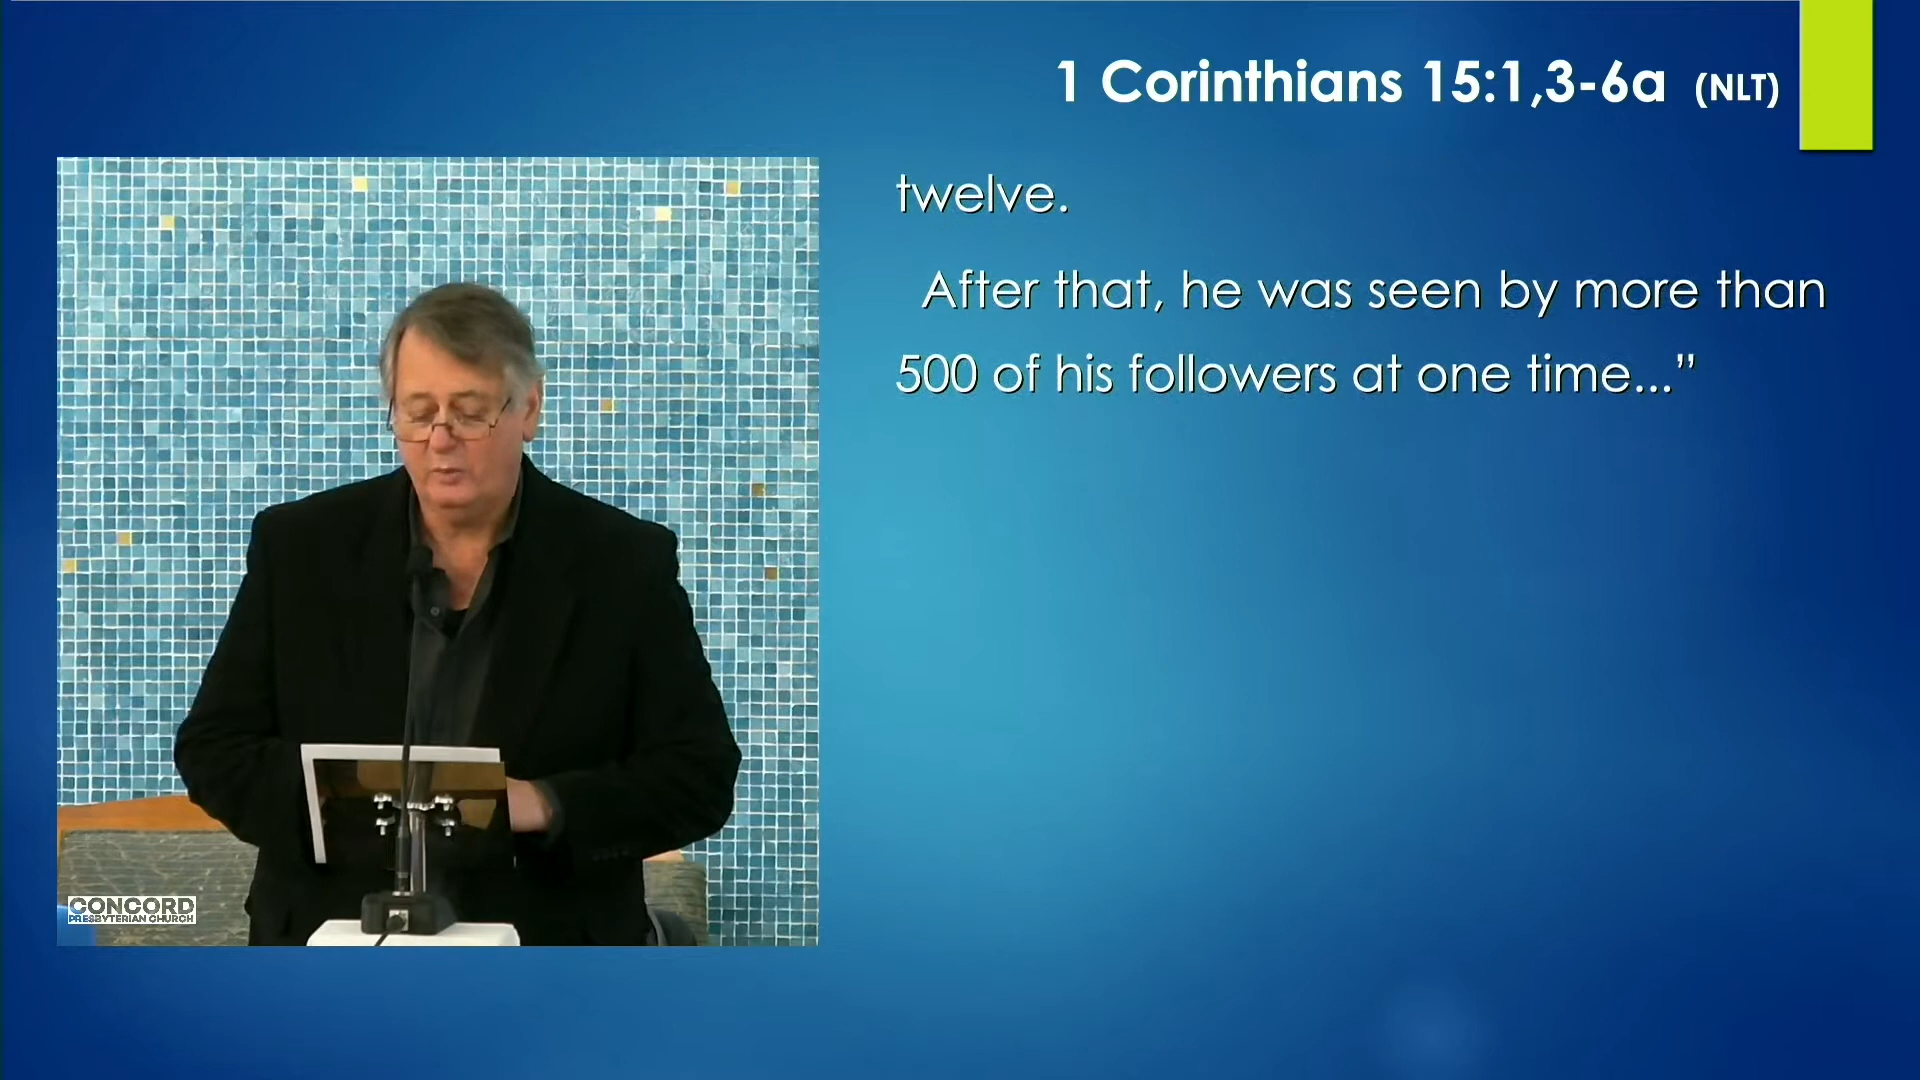 1 Corinthians 15:1,3-6a (NLT)
twelve.
After that, he was seen by more than
500 of his followers at one time...”
CONCORD
PRESBYTERIAN CHURCH